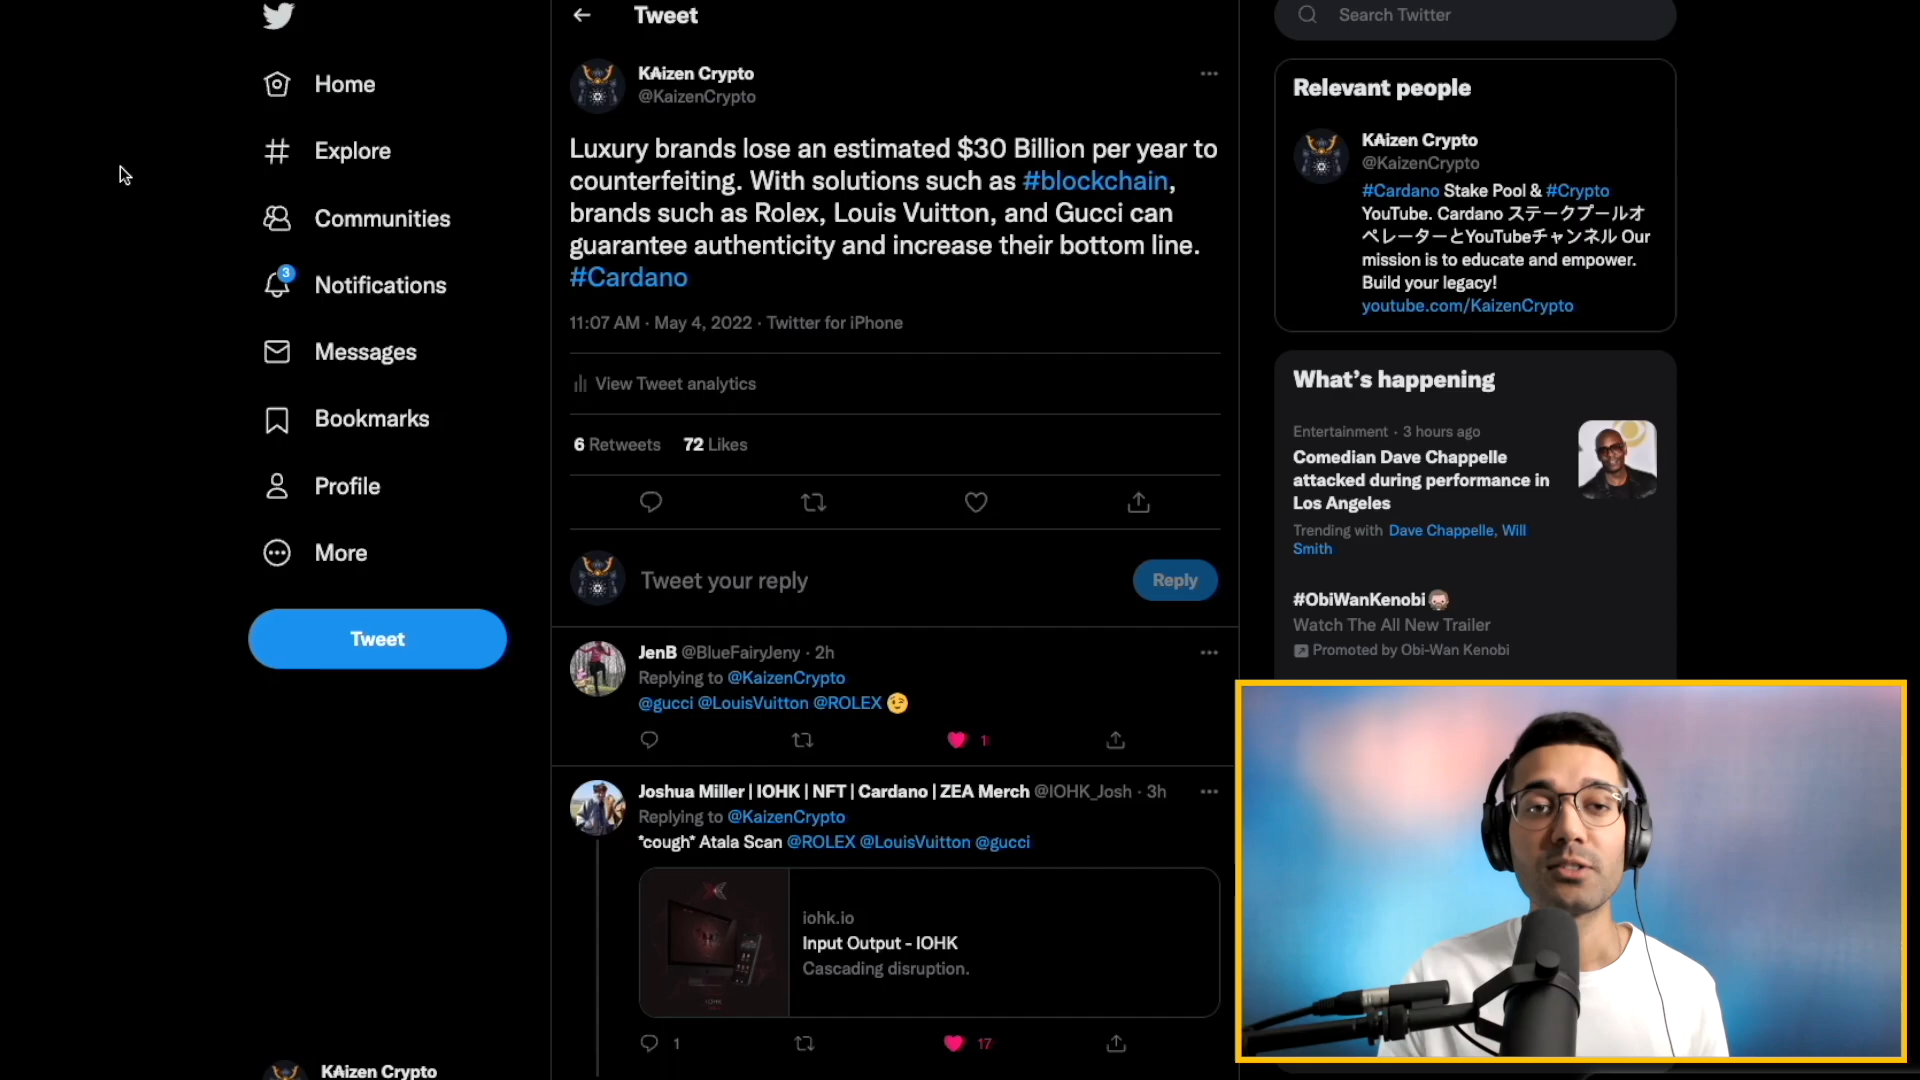 Home
Explore
Communities
3
Notifications
Messages
Bookmarks
Profile
More
Tweet
K₳izen Crypto
Tweet
K₳izen Crypto
@KaizenCrypto
Luxury brands lose an estimated $30 Billion per year to
counterfeiting. With solutions such as #blockchain,
brands such as Rolex, Louis Vuitton, and Gucci can
guarantee authenticity and increase their bottom line.
#Cardano
11:07 AM · May 4, 2022 · Twitter for iPhone
View Tweet analytics
6 Retweets 72 Likes
Tweet your reply
Reply
JenB @BlueFairyJeny · 2h
Replying to @KaizenCrypto
@gucci @LouisVuitton @ROLEX 😉
1
Joshua Miller | IOHK | NFT | Cardano | ZEA Merch @IOHK_Josh · 3h
Replying to @KaizenCrypto
*cough* Atala Scan @ROLEX @LouisVuitton @gucci
IOHK
iohk.io
Input Output - IOHK
Cascading disruption.
1 17
Search Twitter
Relevant people
K₳izen Crypto
@KaizenCrypto
#Cardano Stake Pool & #Crypto
YouTube. Cardano ステークプールオ
ペレーターとYouTubeチャンネル Our
mission is to educate and empower.
Build your legacy!
youtube.com/KaizenCrypto
What's happening
Entertainment · 3 hours ago
Comedian Dave Chappelle
attacked during performance in
Los Angeles
Trending with Dave Chappelle, Will
Smith
#ObiWanKenobi
Watch The All New Trailer
Promoted by Obi-Wan Kenobi